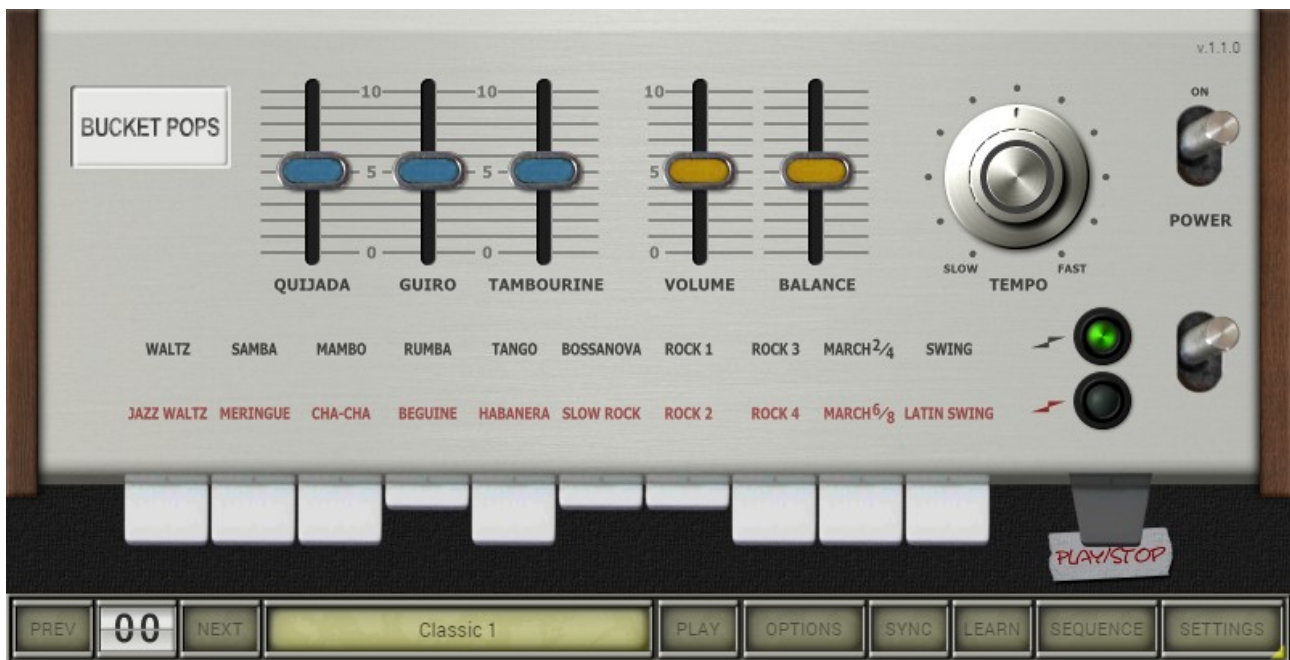 v.1.1.0
BUCKET POPS
10 10 10
5 5 5
0 0 0
QUIJADA GUIRO TAMBOURINE VOLUME BALANCE
SLOW FAST
TEMPO
ON
POWER
WALTZ SAMBA MAMBO RUMBA TANGO BOSSANOVA ROCK 1 ROCK 3 MARCH 2/4 SWING
JAZZ WALTZ MERINGUE CHA-CHA BEGUINE HABANERA SLOW ROCK ROCK 2 ROCK 4 MARCH 6/8 LATIN SWING
PLAY/STOP
PREV 00 NEXT Classic 1 PLAY OPTIONS SYNC LEARN SEQUENCE SETTINGS